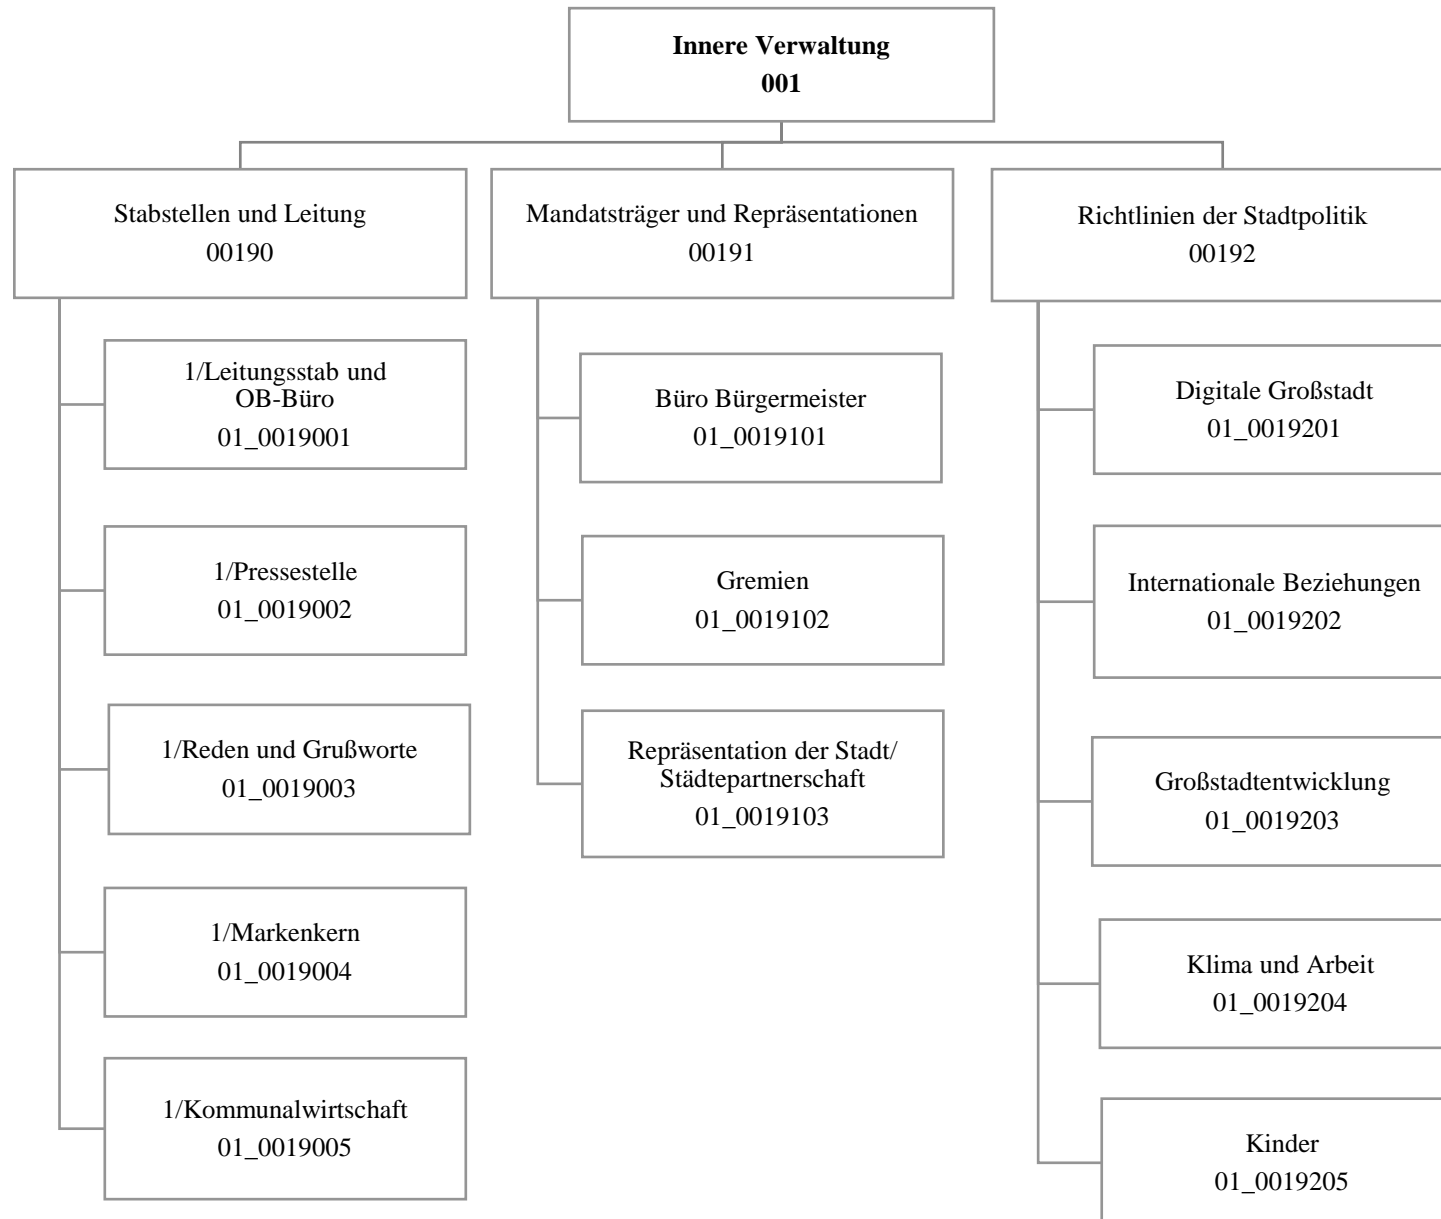 Innere Verwaltung
001
Stabstellen und Leitung
00190
1/Leitungsstab und
OB-Büro
01_0019001
1/Pressestelle
01_0019002
1/Reden und Grußworte
01_0019003
1/Markenkern
01_0019004
1/Kommunalwirtschaft
01_0019005
Mandatsträger und Repräsentationen
00191
Büro Bürgermeister
01_0019101
Gremien
01_0019102
Repräsentation der Stadt/
Städtepartnerschaft
01_0019103
Richtlinien der Stadtpolitik
00192
Digitale Großstadt
01_0019201
Internationale Beziehungen
01_0019202
Großstadtentwicklung
01_0019203
Klima und Arbeit
01_0019204
Kinder
01_0019205